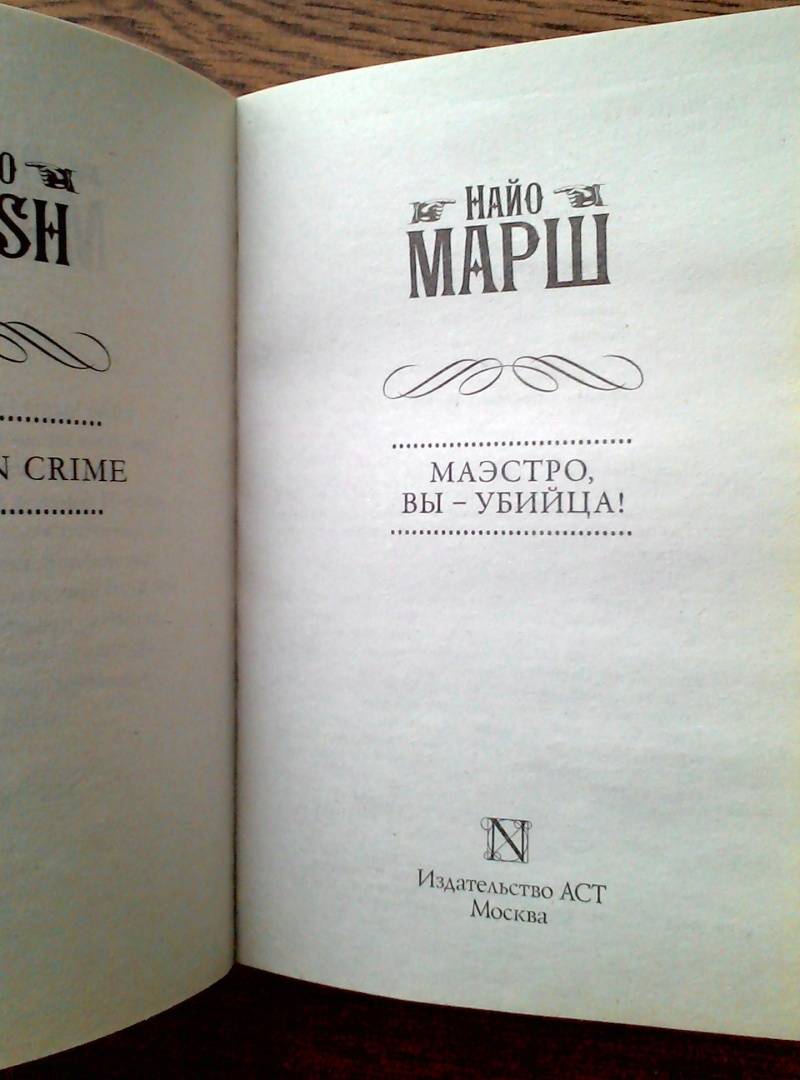 O
SH
N CRIME
НАЙО
МАРШ
МАЭСТРО,
ВЫ – УБИЙЦА!
N
Издательство АСТ
Москва